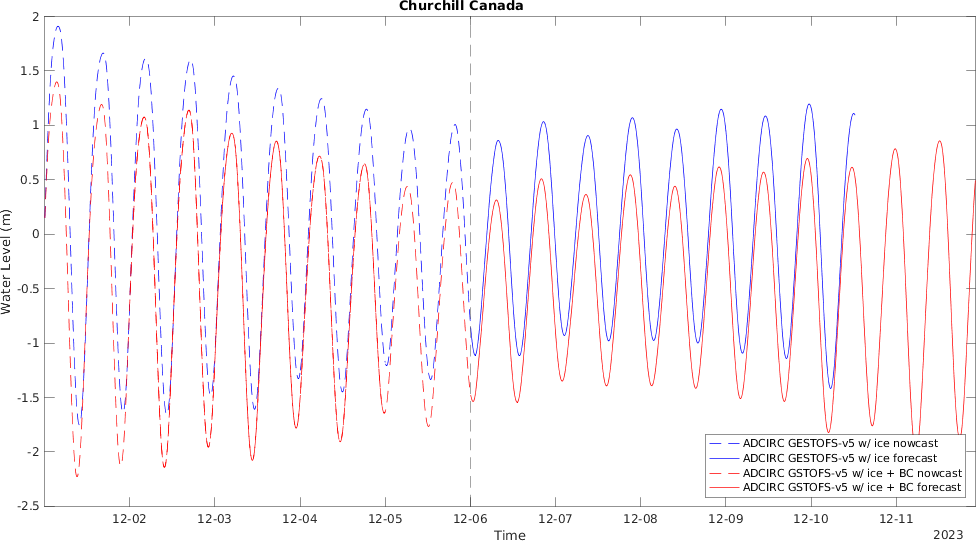 Churchill Canada
2
1.5
1
0.5
0
-0.5
-1
-1.5
-2
-2.5
Water Level (m)
12-02 12-03 12-04 12-05 12-06 12-07 12-08 12-09 12-10 12-11
Time
2023
ADCIRC GESTOFS-v5 w/ ice nowcast
ADCIRC GESTOFS-v5 w/ ice forecast
ADCIRC GSTOFS-v5 w/ ice + BC nowcast
ADCIRC GSTOFS-v5 w/ ice + BC forecast